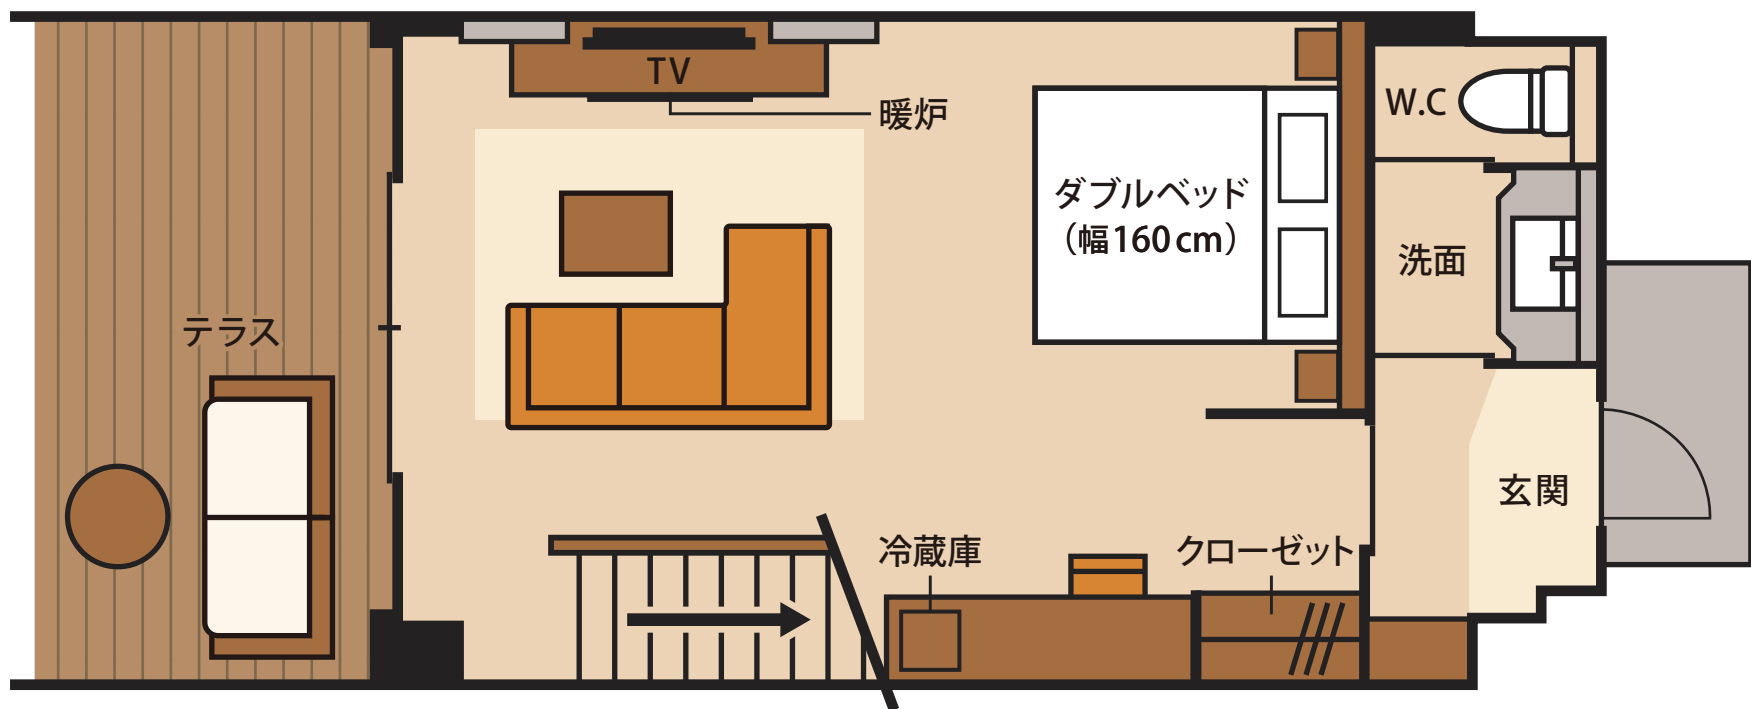 TV
暖炉
W.C
ダブルベッド
（幅160cm）
洗面
テラス
玄関
冷蔵庫
クローゼット